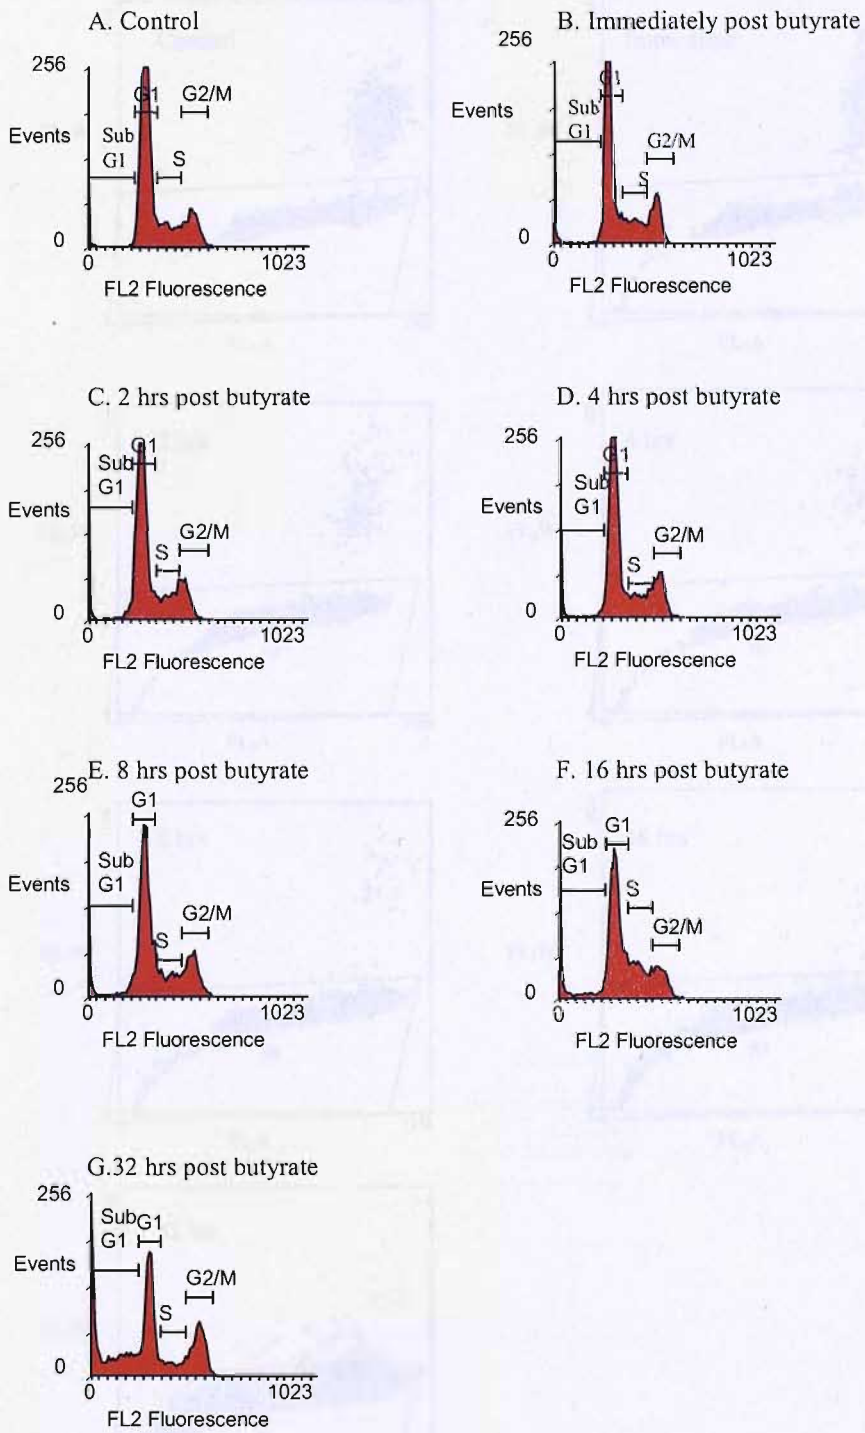 A. Control
256
G1
G2/M
Events
Sub
G1
S
0
0
1023
FL2 Fluorescence
B. Immediately post butyrate
256
G1
Events
Sub
G1
G2/M
S
0
0
1023
FL2 Fluorescence
C. 2 hrs post butyrate
256
G1
Sub
G1
Events
G2/M
S
0
0
1023
FL2 Fluorescence
D. 4 hrs post butyrate
256
G1
Sub
G1
Events
G2/M
S
0
0
1023
FL2 Fluorescence
E. 8 hrs post butyrate
256
G1
Sub
G1
Events
G2/M
S
0
0
1023
FL2 Fluorescence
F. 16 hrs post butyrate
256
G1
Sub
G1
Events
S
G2/M
0
0
1023
FL2 Fluorescence
G.32 hrs post butyrate
256
Sub
G1
G1
Events
G2/M
S
0
0
1023
FL2 Fluorescence